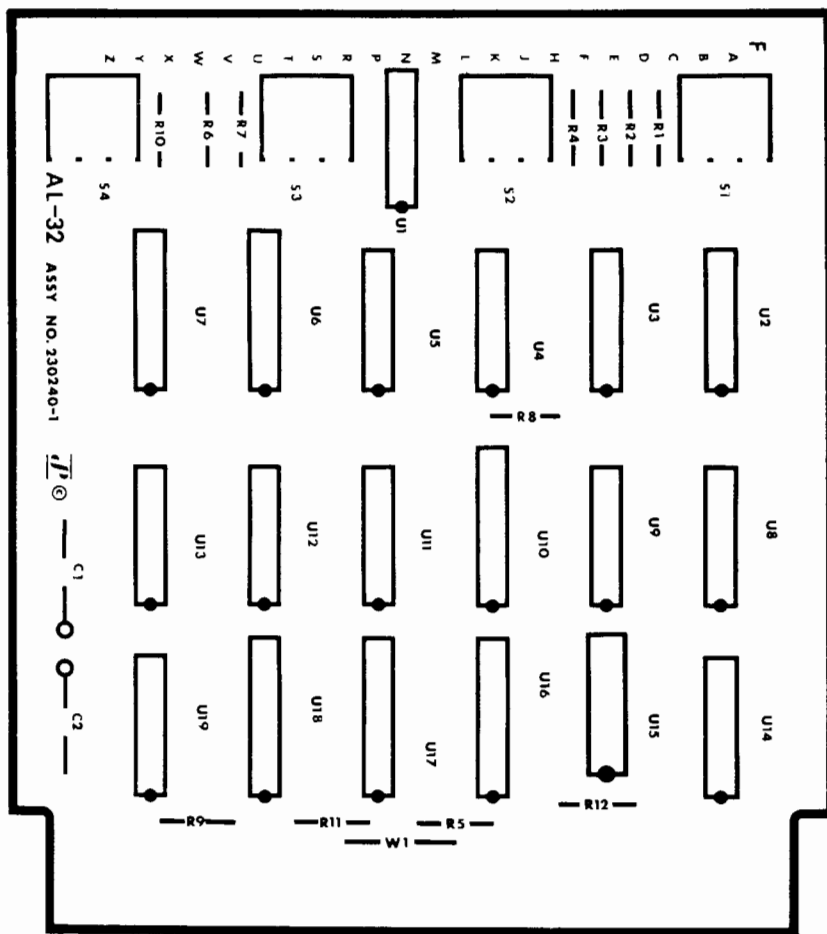 F
Z Y X W V U T S R P N M L K J H F E D C B A
R10 R6 R7 R4 R3 R2 R1
S4 S3 S2 S1
U1
AL-32 ASSY NO. 230240-1 ©
U7 U6 U5 U4 U3 U2
R8
U13 U12 U11 U10 U9 U8
C1
C2
U19 U18 U17 U16 U15 U14
R12
R9 R11 R5
W1